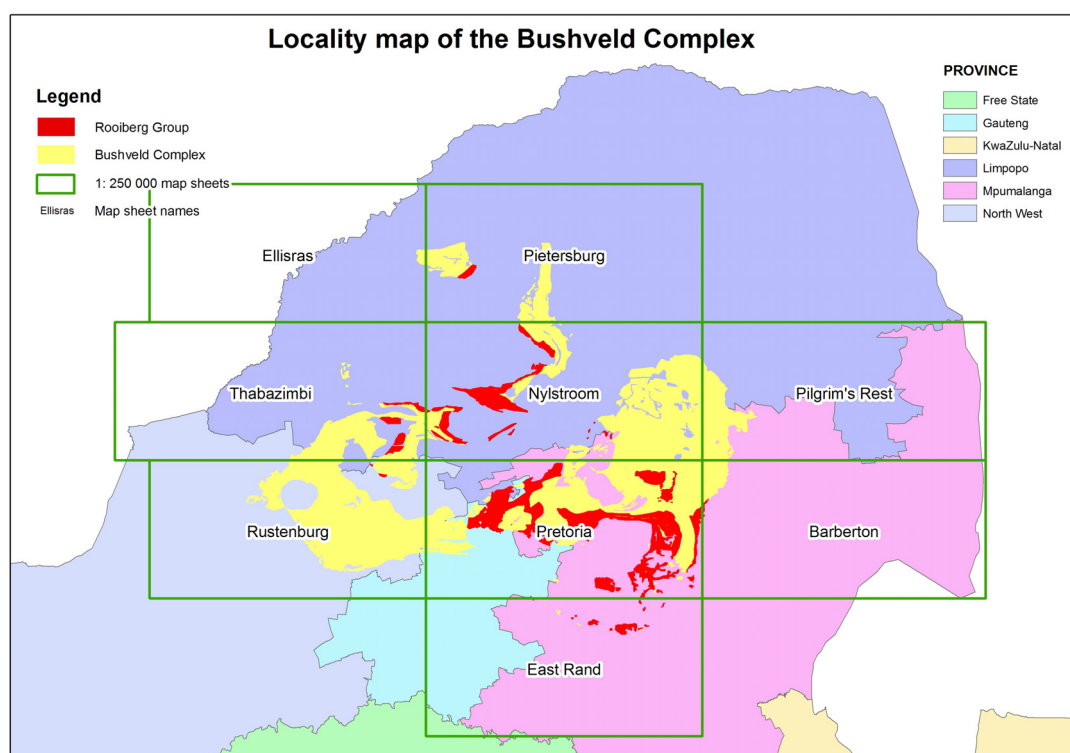 Locality map of the Bushveld Complex
Legend
Rooiberg Group
Bushveld Complex
1: 250 000 map sheets
Ellisras Map sheet names
PROVINCE
Free State
Gauteng
KwaZulu-Natal
Limpopo
Mpumalanga
North West
Ellisras
Pietersburg
Thabazimbi
Nylstroom
Pilgrim's Rest
Rustenburg
Pretoria
Barberton
East Rand